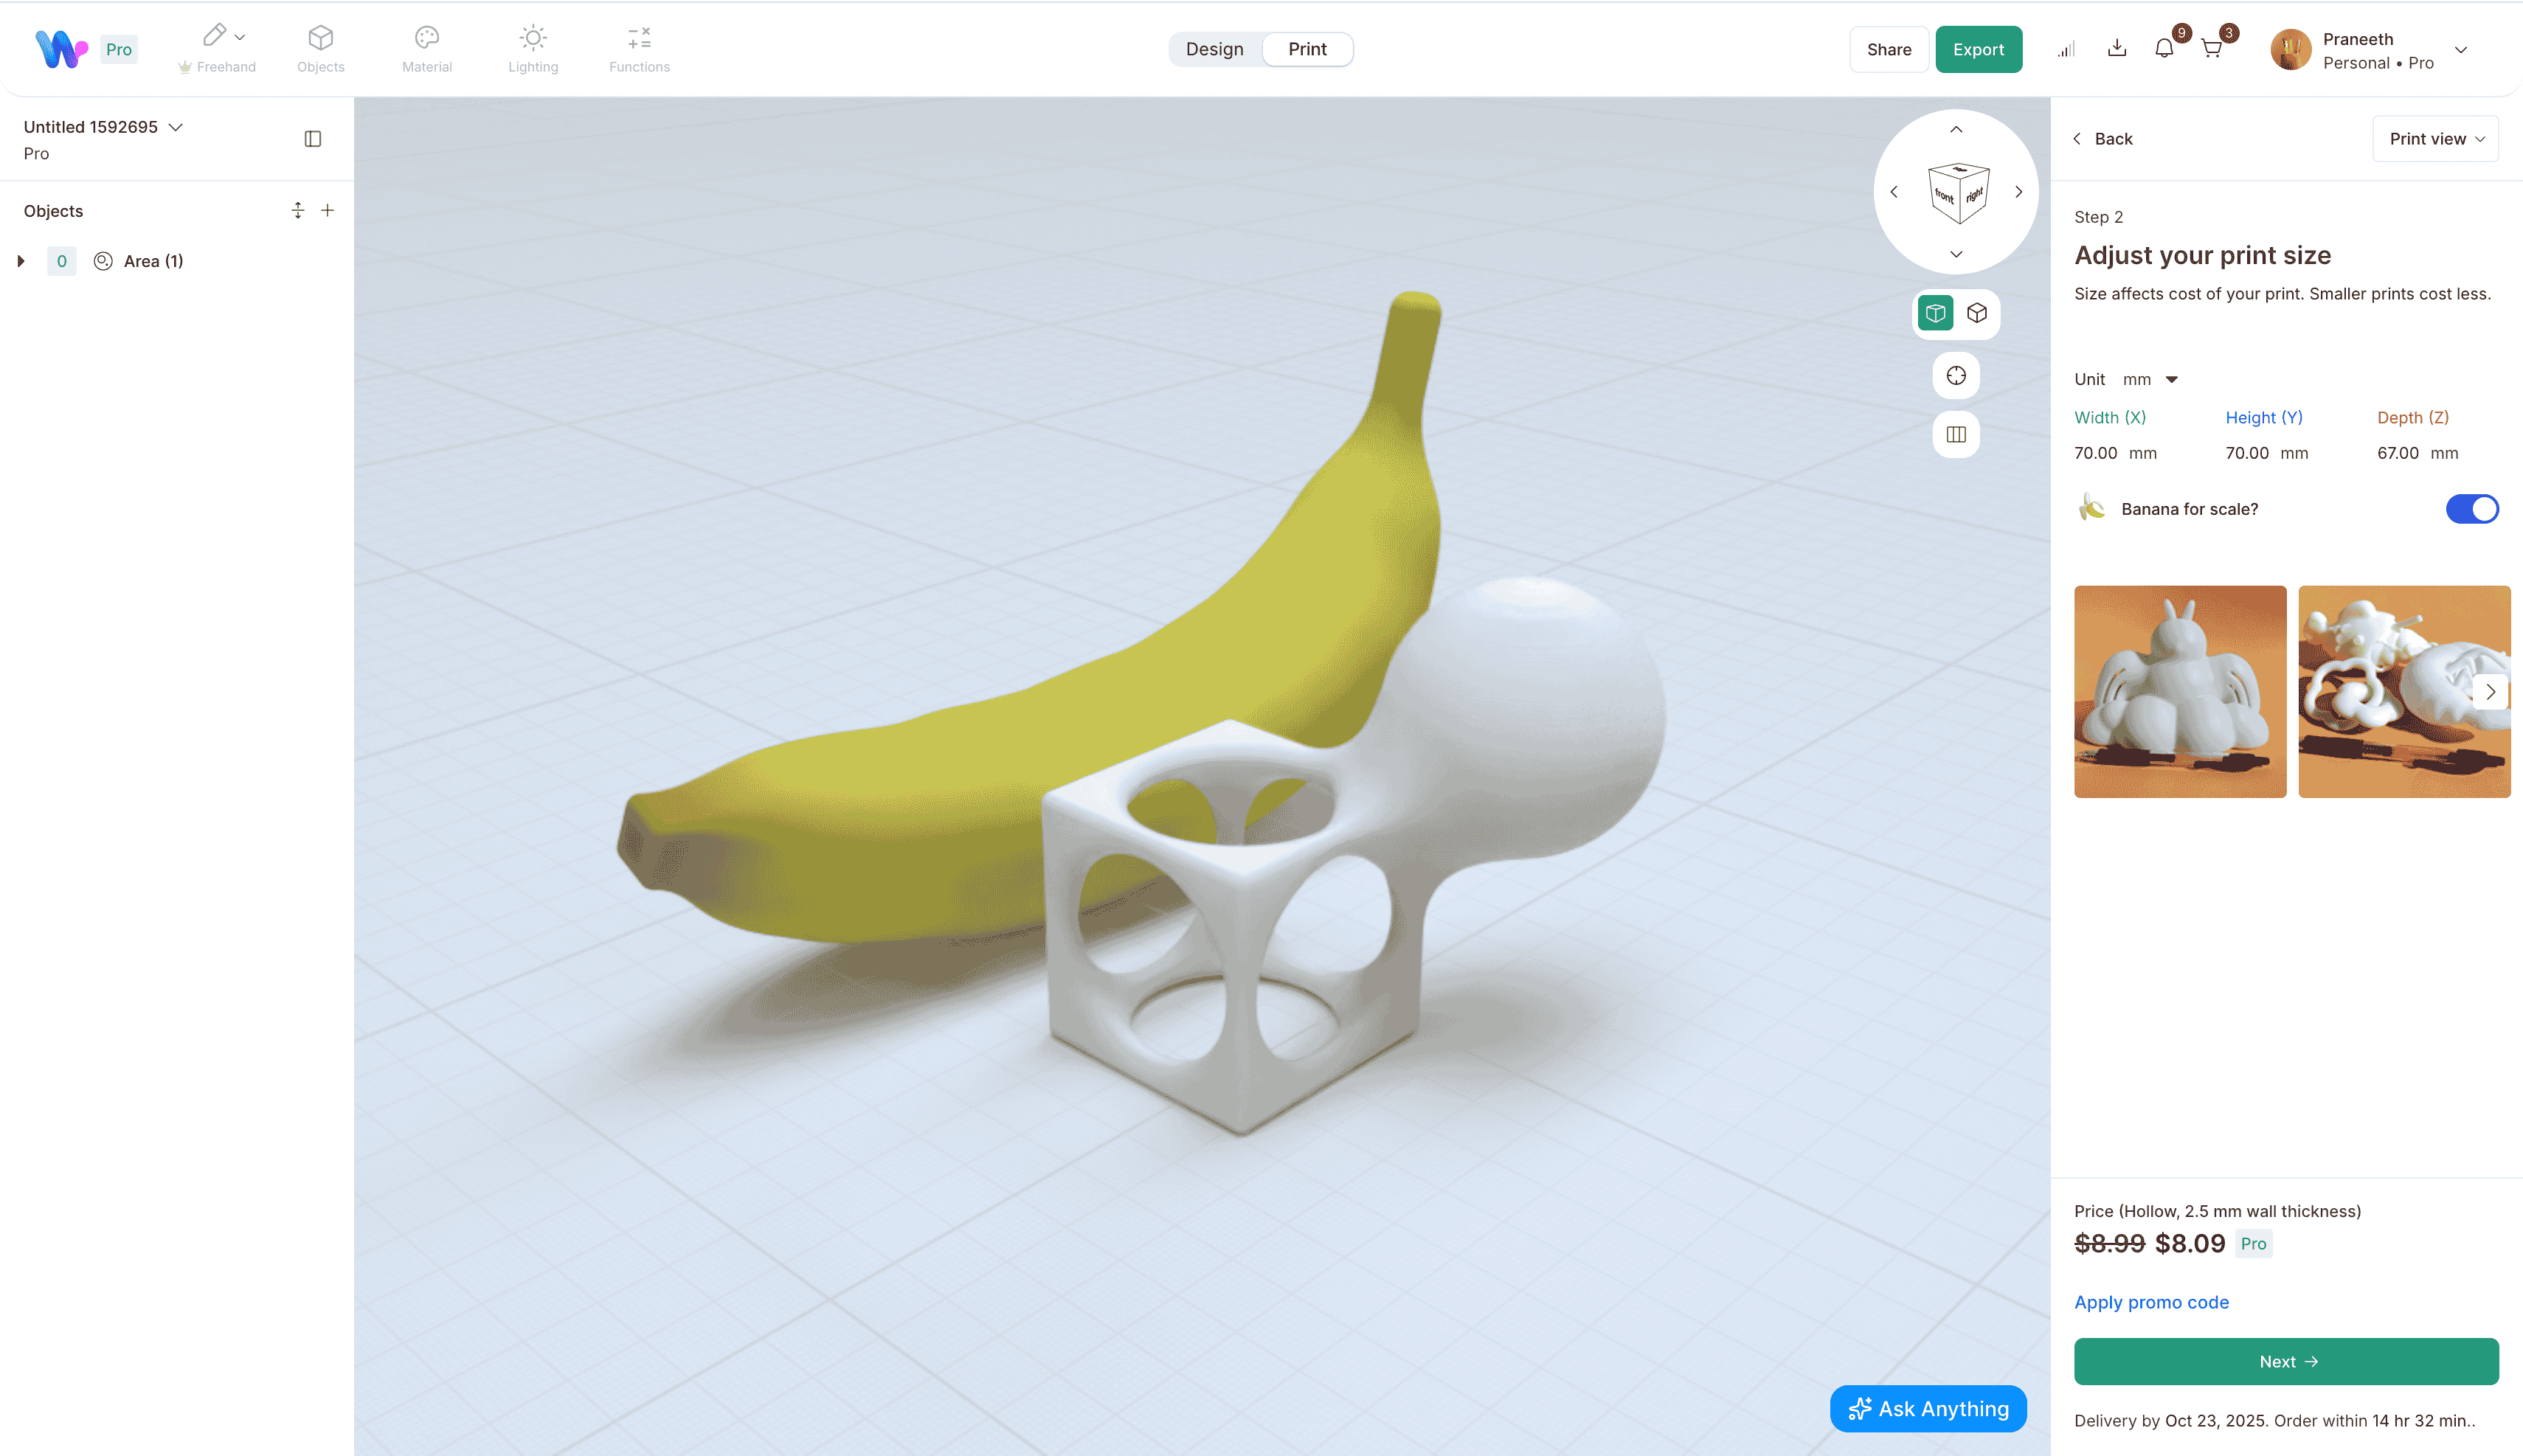 Pro
Freehand
Objects
Material
Lighting
Functions
Design
Print
Share
Export
9
3
Praneeth
Personal • Pro
Untitled 1592695
Pro
Objects
0
Area (1)
front
right
Back
Print view
Step 2
Adjust your print size
Size affects cost of your print. Smaller prints cost less.
Unit mm
Width (X) Height (Y) Depth (Z)
70.00 mm 70.00 mm 67.00 mm
Banana for scale?
Price (Hollow, 2.5 mm wall thickness)
$8.99 $8.09 Pro
Apply promo code
Next →
Ask Anything
Delivery by Oct 23, 2025. Order within 14 hr 32 min..